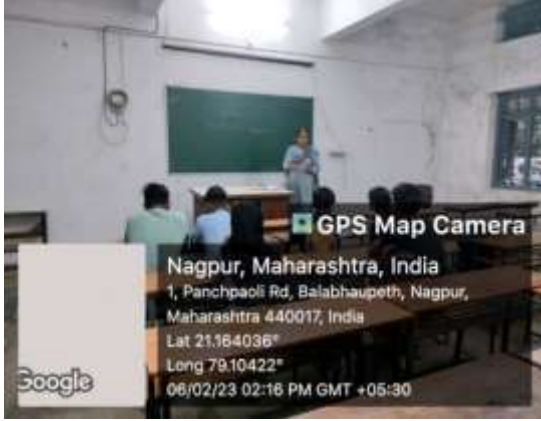 GPS Map Camera
Nagpur, Maharashtra, India
1, Panchpaoli Rd, Balabhaupeth, Nagpur,
Maharashtra 440017, India
Lat 21.164036°
Long 79.10422°
06/02/23 02:16 PM GMT +05:30
Google